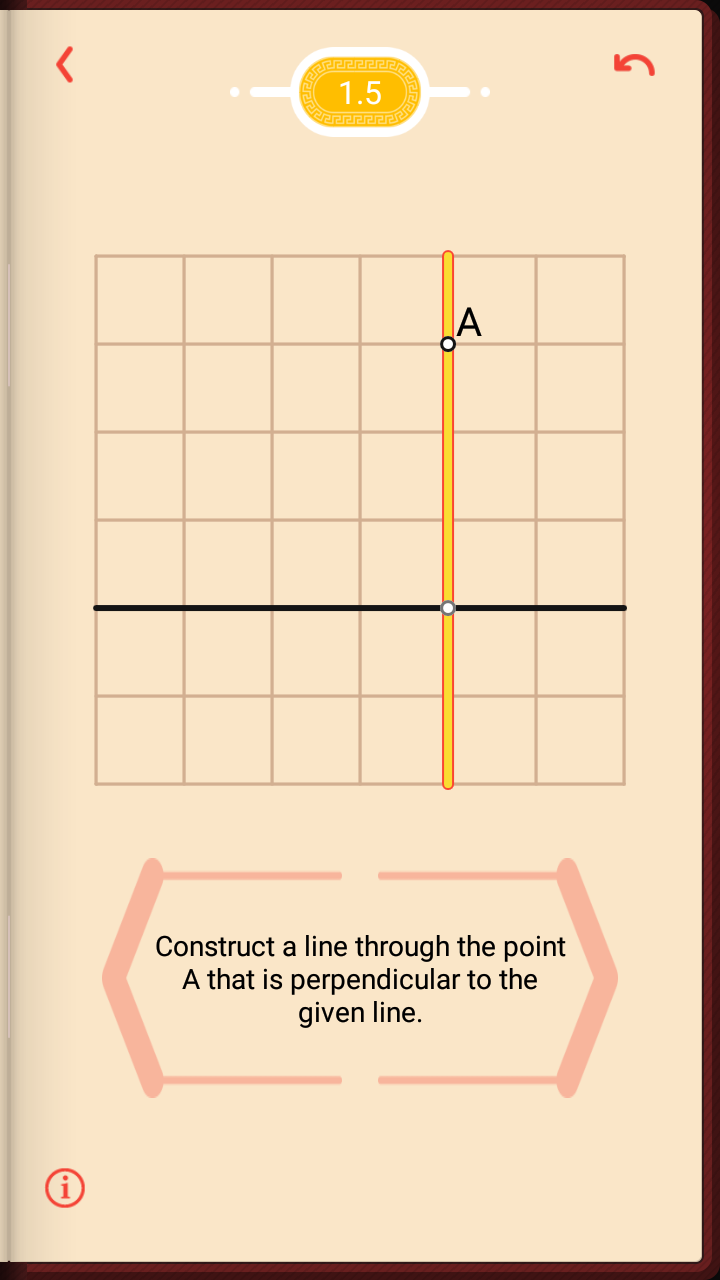 1.5
A
Construct a line through the point
A that is perpendicular to the
given line.
i